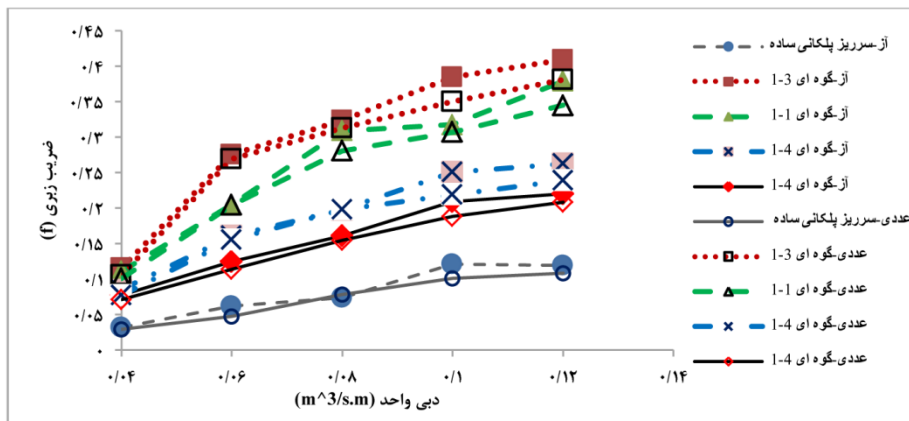 ۰/۴۵
۰/۴
۰/۳۵
۰/۳
۰/۲۵
۰/۲
۰/۱۵
۰/۱
۰/۰۵
۰
ضریب زبری (f)
۰/۰۴
۰/۰۶
۰/۰۸
۰/۱
۰/۱۲
۰/۱۴
دبی واحد (m^3/s.m)
آز-سرریز پلکانی ساده
آز-گوه ای 3-1
آز-گوه ای 1-1
آز-گوه ای 4-1
آز-گوه ای 4-1
عددی-سرریز پلکانی ساده
عددی-گوه ای 3-1
عددی-گوه ای 1-1
عددی-گوه ای 4-1
عددی-گوه ای 4-1